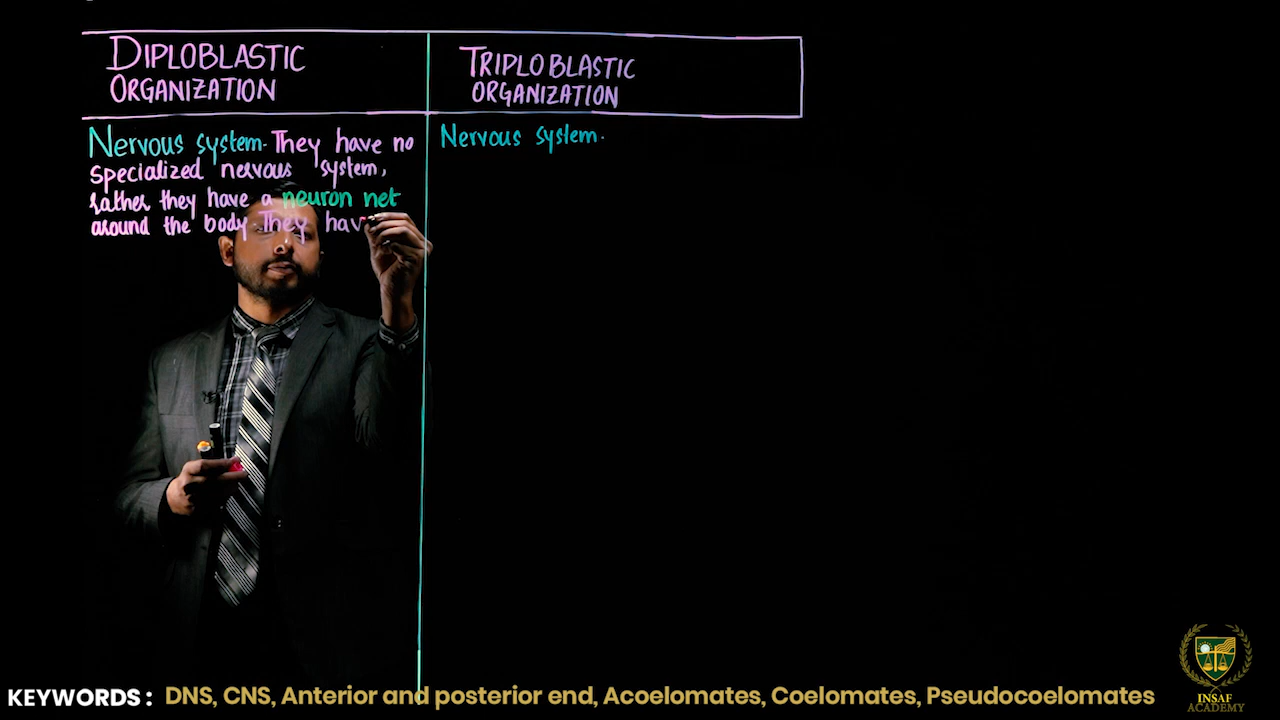 DIPLOBLASTIC
ORGANIZATION
TRIPLOBLASTIC
ORGANIZATION
Nervous system. They have no
specialized nervous system,
rather they have a neuron net
around the body. They hav
Nervous system.
KEYWORDS: DNS, CNS, Anterior and posterior end, Acoelomates, Coelomates, Pseudocoelomates
INSAF
ACADEMY